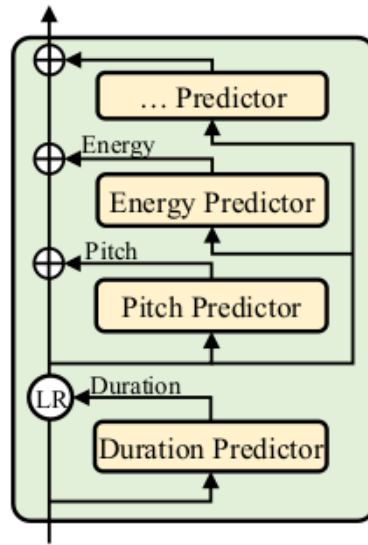 ... Predictor
Energy
Energy Predictor
Pitch
Pitch Predictor
LR
Duration
Duration Predictor